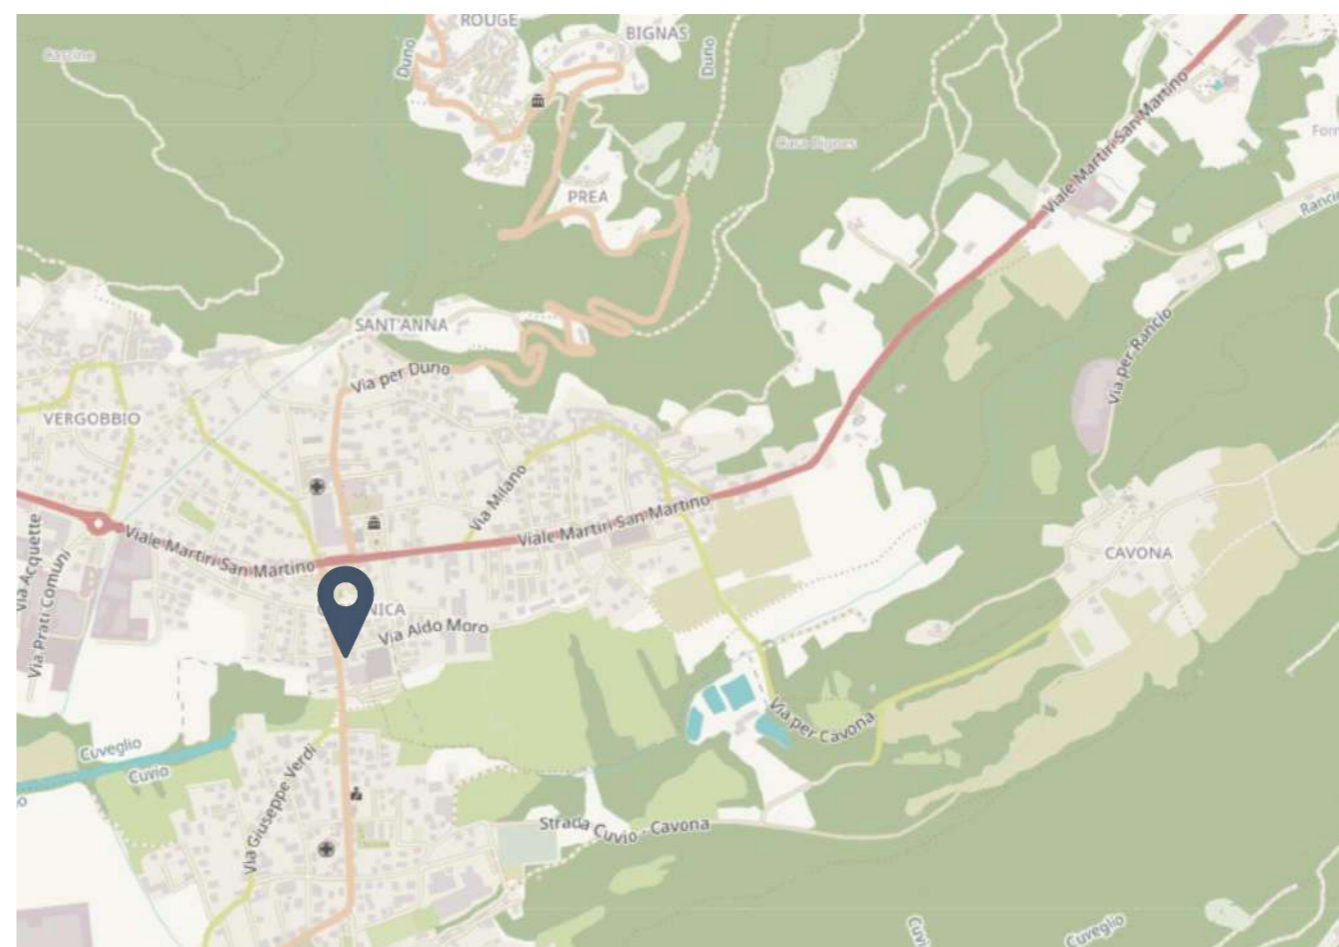 ROUGE
BIGNAS
Cascine
Duno
Duno
Casa Bignes
Viale Martiri San Martino
PREA
Rancio
SANT'ANNA
Via per Duno
Via per Rancio
VERGOBBIO
Via Milano
Viale Martiri San Martino
Viale Martiri San Martino
Via Acquette
Via Prati Comuni
CAVONA
NICA
Via Aldo Moro
Via per Cavona
Cuveglio
Cuvio
Via Giuseppe Verdi
Strada Cuvio - Cavona
Cuvi
Cuveglio